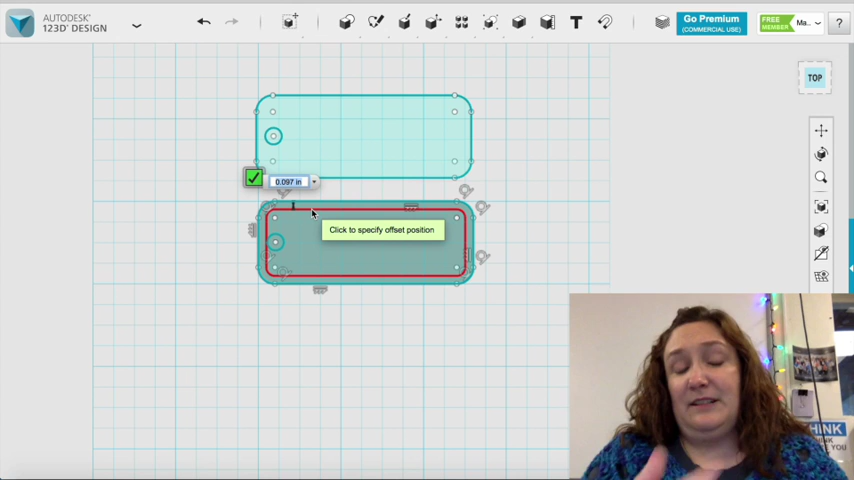 AUTODESK®
123D® DESIGN
T
Go Premium
(COMMERCIAL USE)
FREE
MEMBER
Ma...
?
TOP
0.097 in
Click to specify offset position
THINK